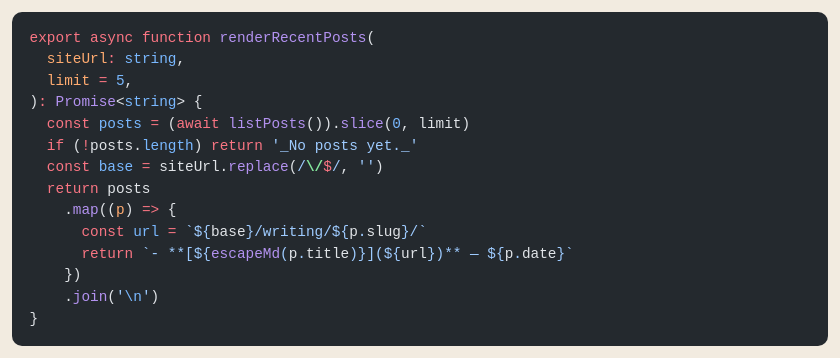 export async function renderRecentPosts(
  siteUrl: string,
  limit = 5,
): Promise<string> {
  const posts = (await listPosts()).slice(0, limit)
  if (!posts.length) return '_No posts yet._'
  const base = siteUrl.replace(/\/$/, '')
  return posts
    .map((p) => {
      const url = `${base}/writing/${p.slug}/`
      return `- **[${escapeMd(p.title)}](${url})** — ${p.date}`
    })
    .join('\n')
}